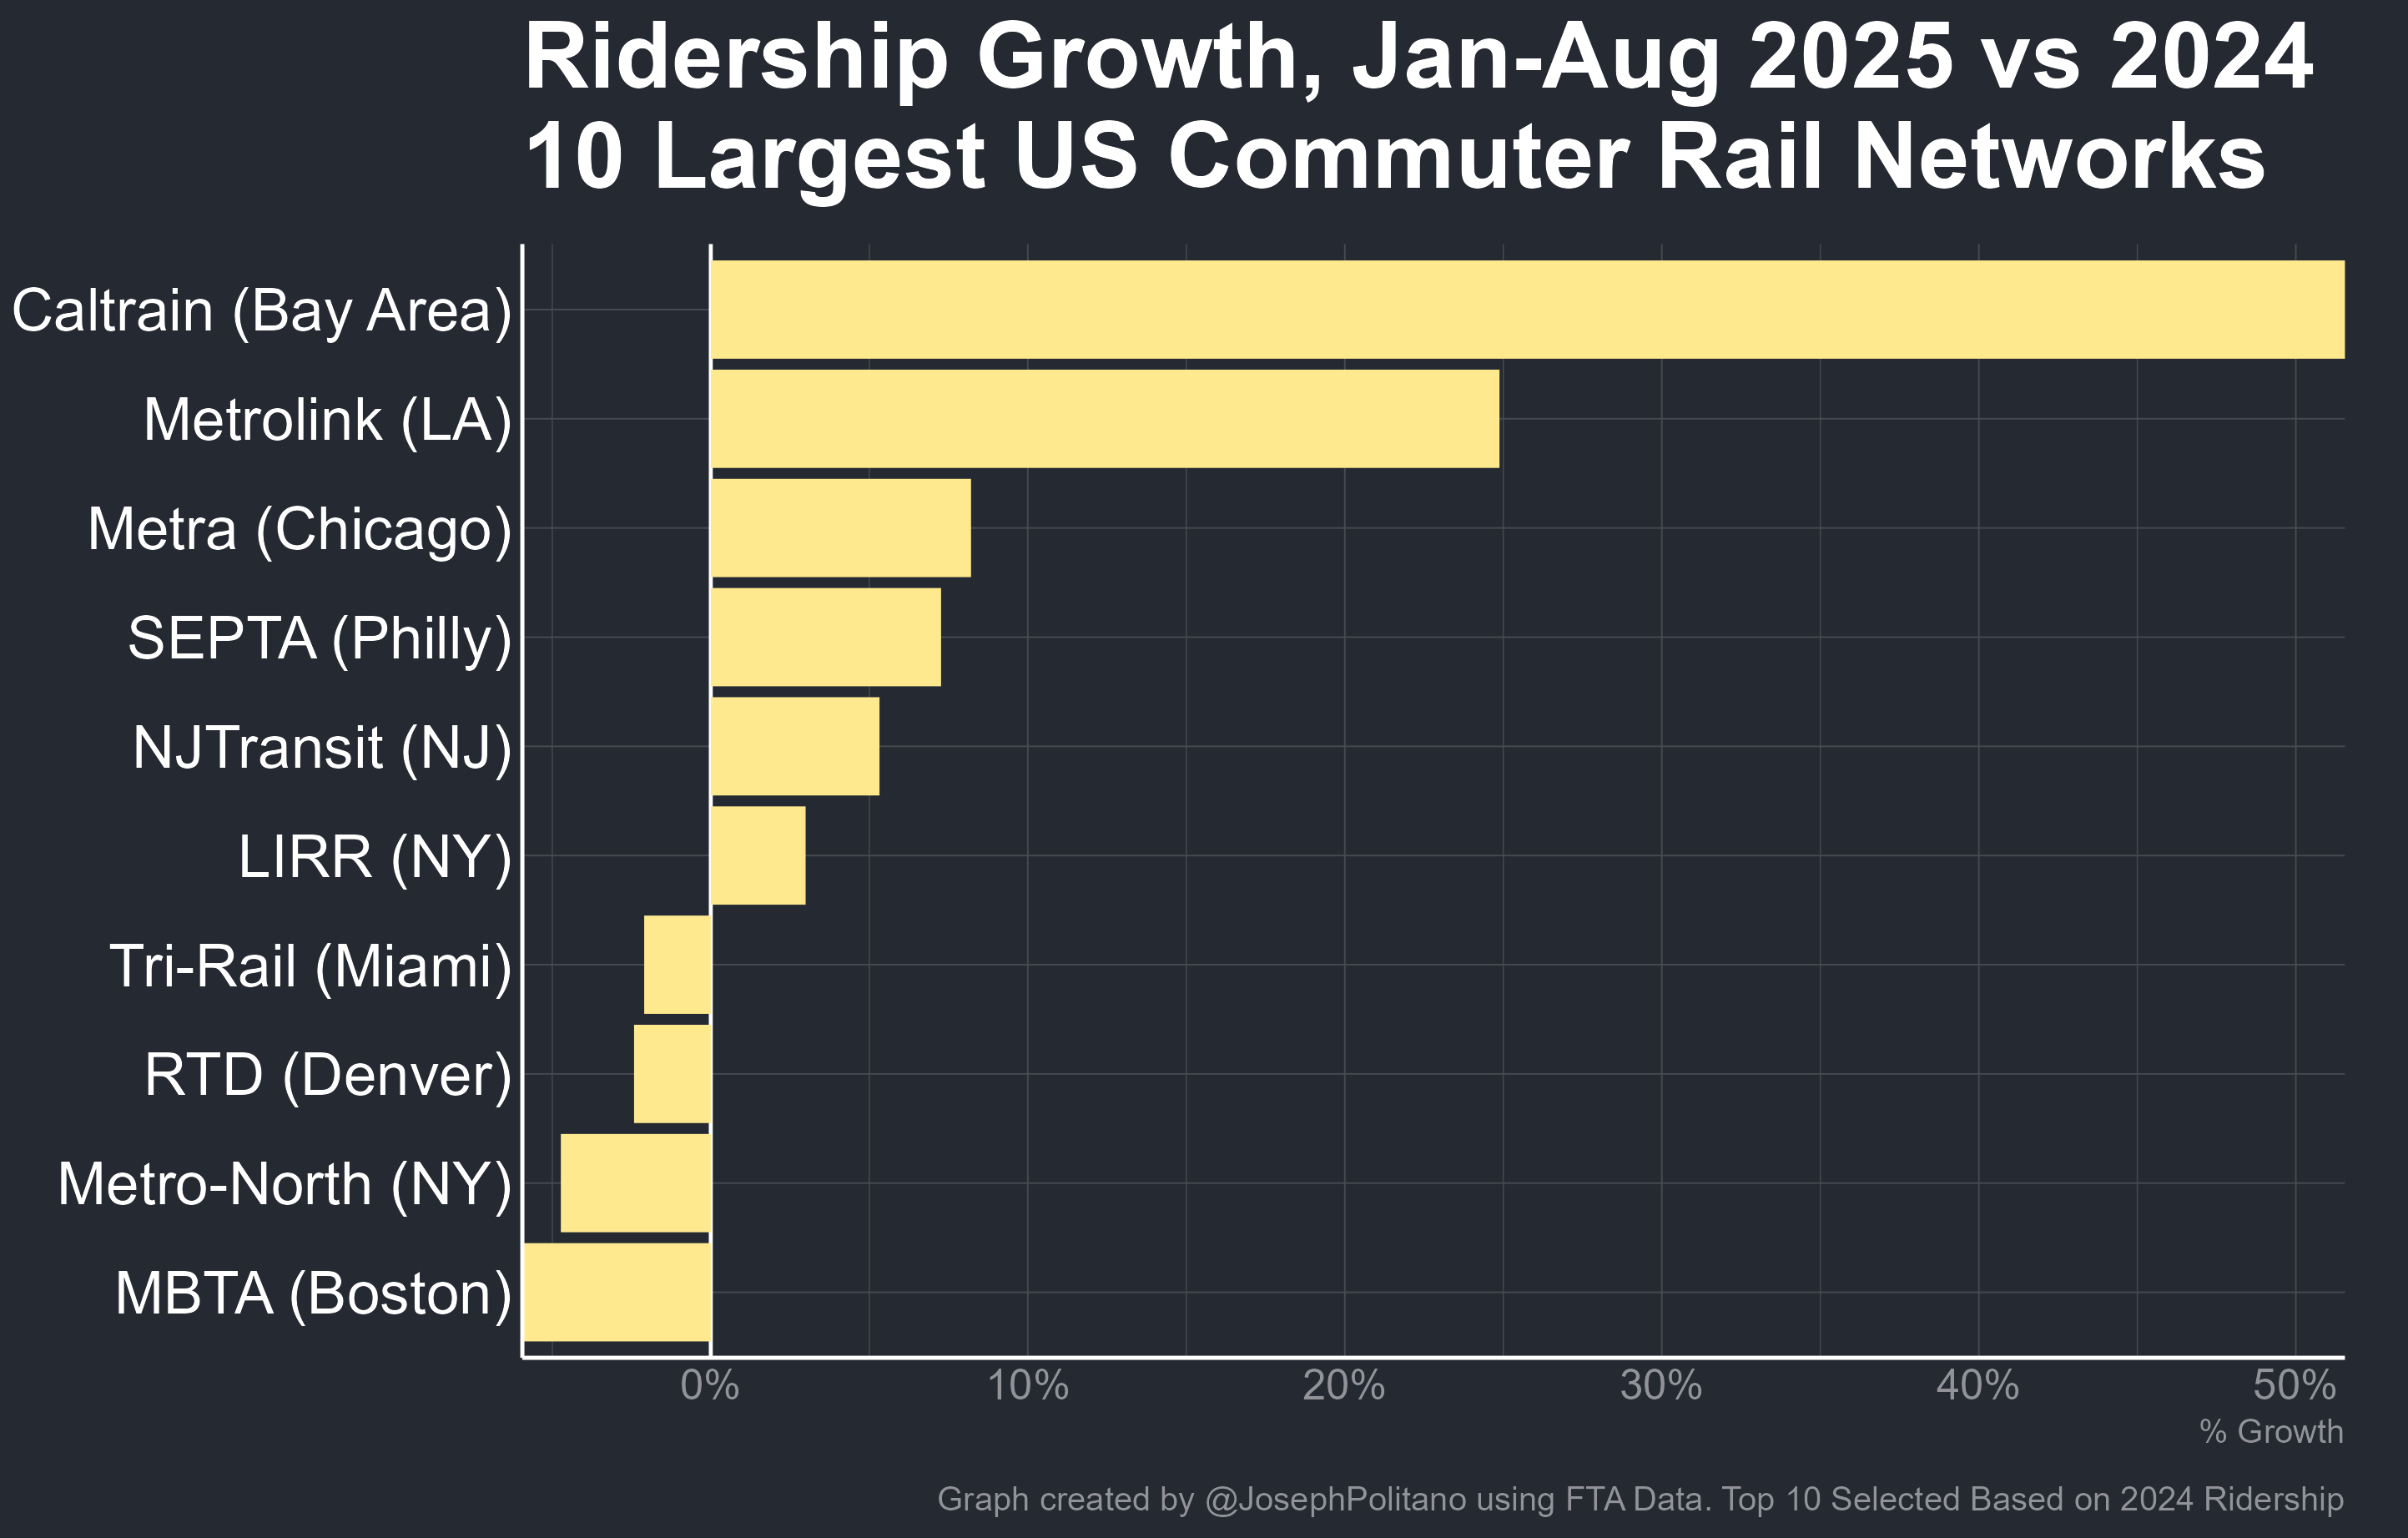 Ridership Growth, Jan-Aug 2025 vs 2024
10 Largest US Commuter Rail Networks
Caltrain (Bay Area)
Metrolink (LA)
Metra (Chicago)
SEPTA (Philly)
NJTransit (NJ)
LIRR (NY)
Tri-Rail (Miami)
RTD (Denver)
Metro-North (NY)
MBTA (Boston)
0% 10% 20% 30% 40% 50%
% Growth
Graph created by @JosephPolitano using FTA Data. Top 10 Selected Based on 2024 Ridership